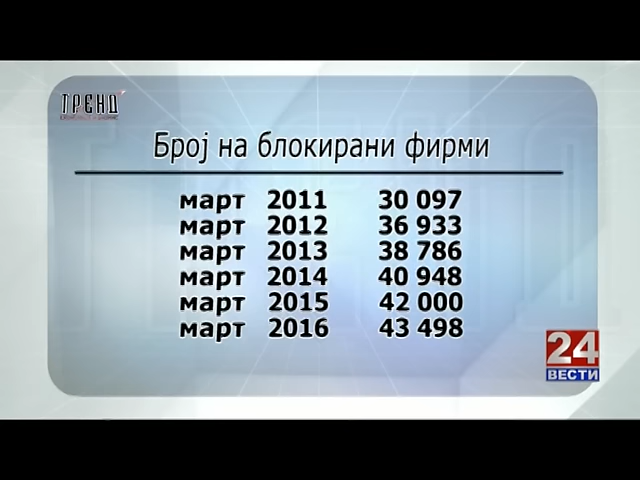 ТРЕНД
Број на блокирани фирми
март 2011 30 097
март 2012 36 933
март 2013 38 786
март 2014 40 948
март 2015 42 000
март 2016 43 498
24
ВЕСТИ